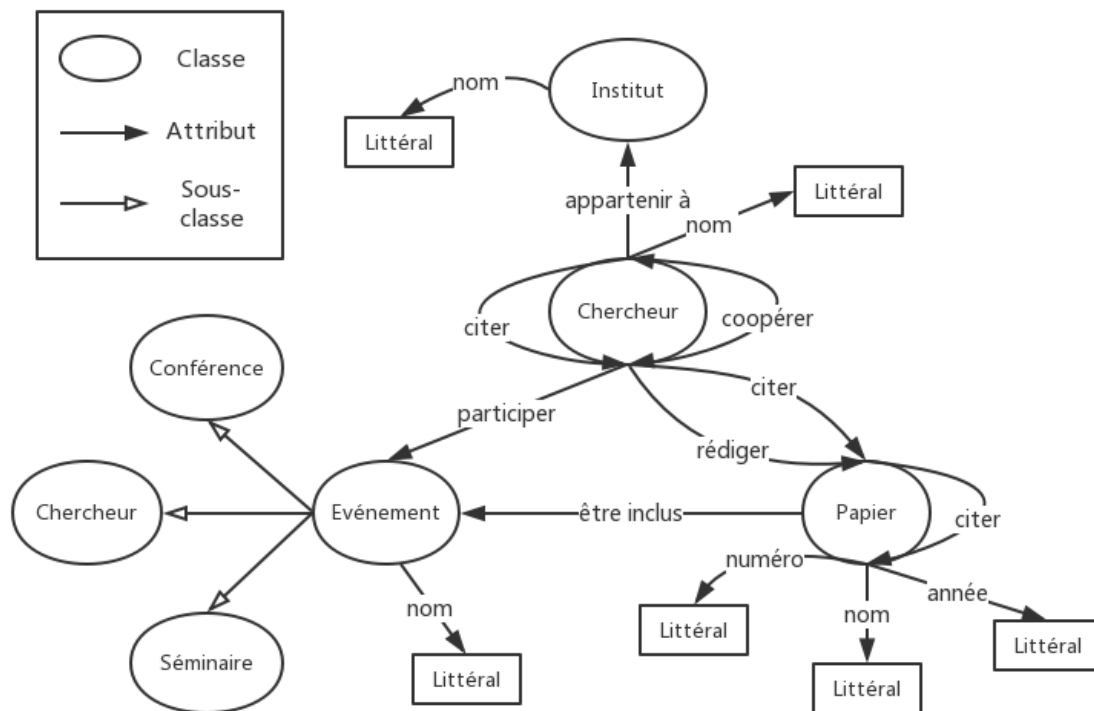 Classe
Attribut
Sous-
classe
nom
Institut
Littéral
appartenir à
nom
Littéral
Chercheur
citer
coopérer
Conférence
participer
citer
rédiger
Chercheur
Evénement
être inclus
Papier
citer
numéro
nom
nom
année
Littéral
Littéral
Séminaire
Littéral
Littéral